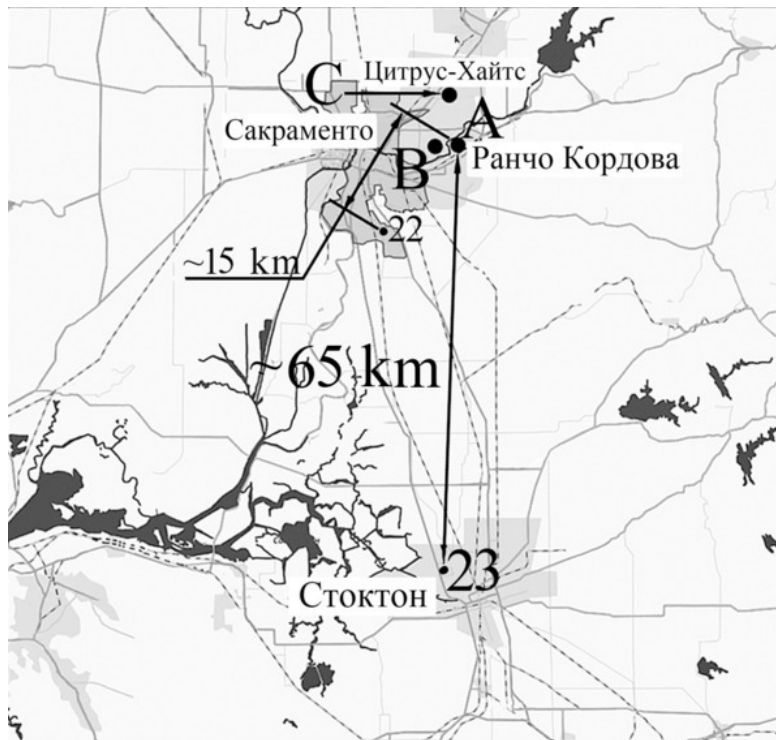 Цитрус-Хайтс
C
A
Сакраменто
B
Ранчо Кордова
22
~15 km
~65 km
23
Стоктон